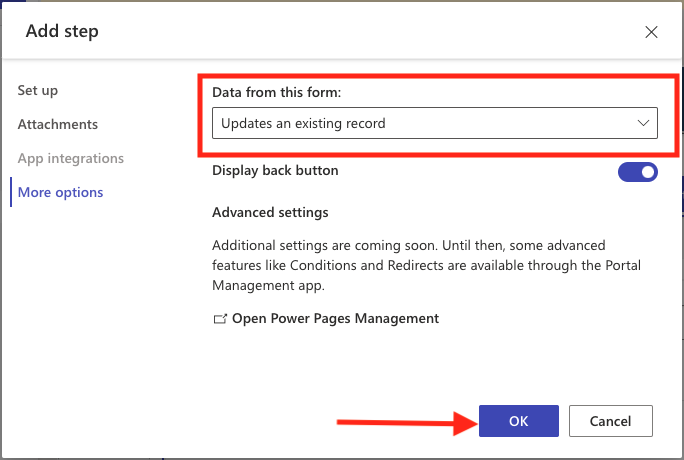 Add step
Set up
Attachments
App integrations
More options
Data from this form:
Updates an existing record
Display back button
Advanced settings
Additional settings are coming soon. Until then, some advanced
features like Conditions and Redirects are available through the Portal
Management app.
Open Power Pages Management
OK
Cancel